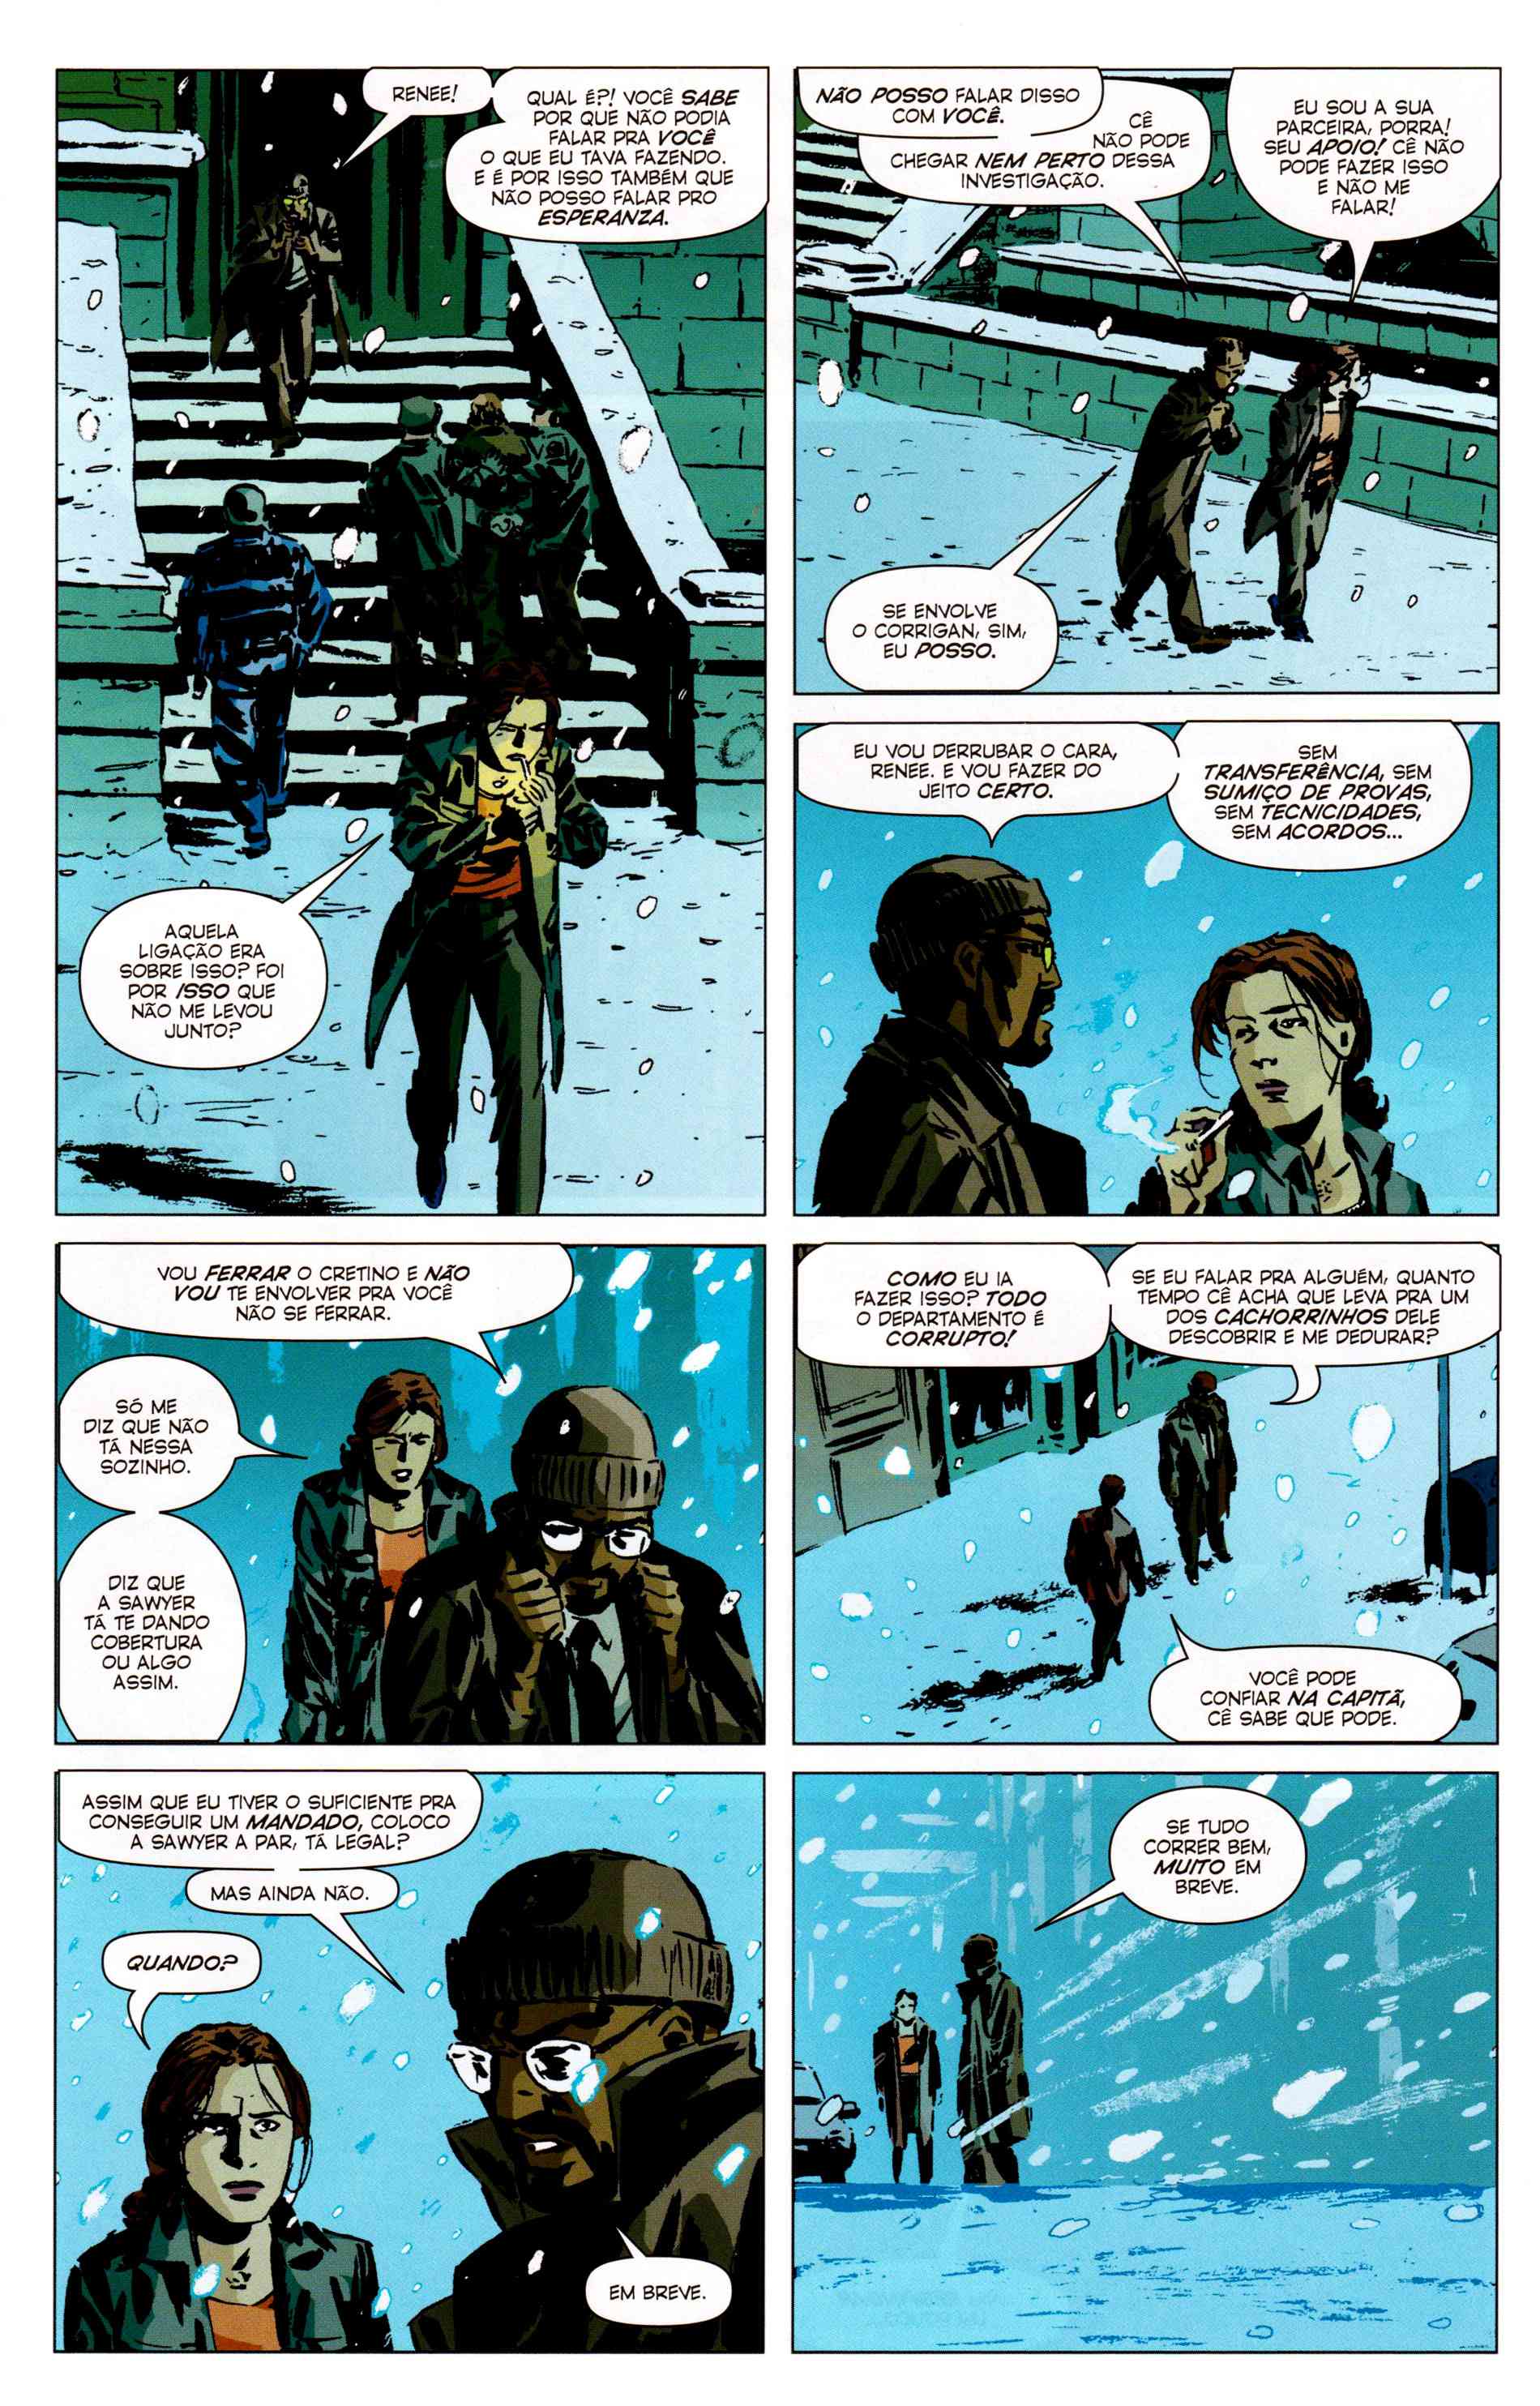 RENEE!
QUAL É?! VOCÊ SABE
POR QUE NÃO PODIA
FALAR PRA VOCÊ
O QUE EU TAVA FAZENDO.
E É POR ISSO TAMBÉM QUE
NÃO POSSO FALAR PRO
ESPERANZA.
AQUELA
LIGAÇÃO ERA
SOBRE ISSO? FOI
POR ISSO QUE
NÃO ME LEVOU
JUNTO?
NÃO POSSO FALAR DISSO
COM VOCÊ.
CÊ
NÃO PODE
CHEGAR NEM PERTO DESSA
INVESTIGAÇÃO.
EU SOU A SUA
PARCEIRA, PORRA!
SEU APOIO! CÊ NÃO
PODE FAZER ISSO
E NÃO ME
FALAR!
SE ENVOLVE
O CORRIGAN, SIM,
EU POSSO.
EU VOU DERRUBAR O CARA,
RENEE. E VOU FAZER DO
JEITO CERTO.
SEM
TRANSFERÊNCIA, SEM
SUMIÇO DE PROVAS,
SEM TECNICIDADES,
SEM ACORDOS...
VOU FERRAR O CRETINO E NÃO
VOU TE ENVOLVER PRA VOCÊ
NÃO SE FERRAR.
SÓ ME
DIZ QUE NÃO
TÁ NESSA
SOZINHO.
DIZ QUE
A SAWYER
TÁ TE DANDO
COBERTURA
OU ALGO
ASSIM.
COMO EU IA
FAZER ISSO? TODO
O DEPARTAMENTO É
CORRUPTO!
SE EU FALAR PRA ALGUÉM, QUANTO
TEMPO CÊ ACHA QUE LEVA PRA UM
DOS CACHORRINHOS DELE
DESCOBRIR E ME DEDURAR?
VOCÊ PODE
CONFIAR NA CAPITÃ,
CÊ SABE QUE PODE.
ASSIM QUE EU TIVER O SUFICIENTE PRA
CONSEGUIR UM MANDADO, COLOCO
A SAWYER A PAR, TÁ LEGAL?
MAS AINDA NÃO.
QUANDO?
EM BREVE.
SE TUDO
CORRER BEM,
MUITO EM
BREVE.